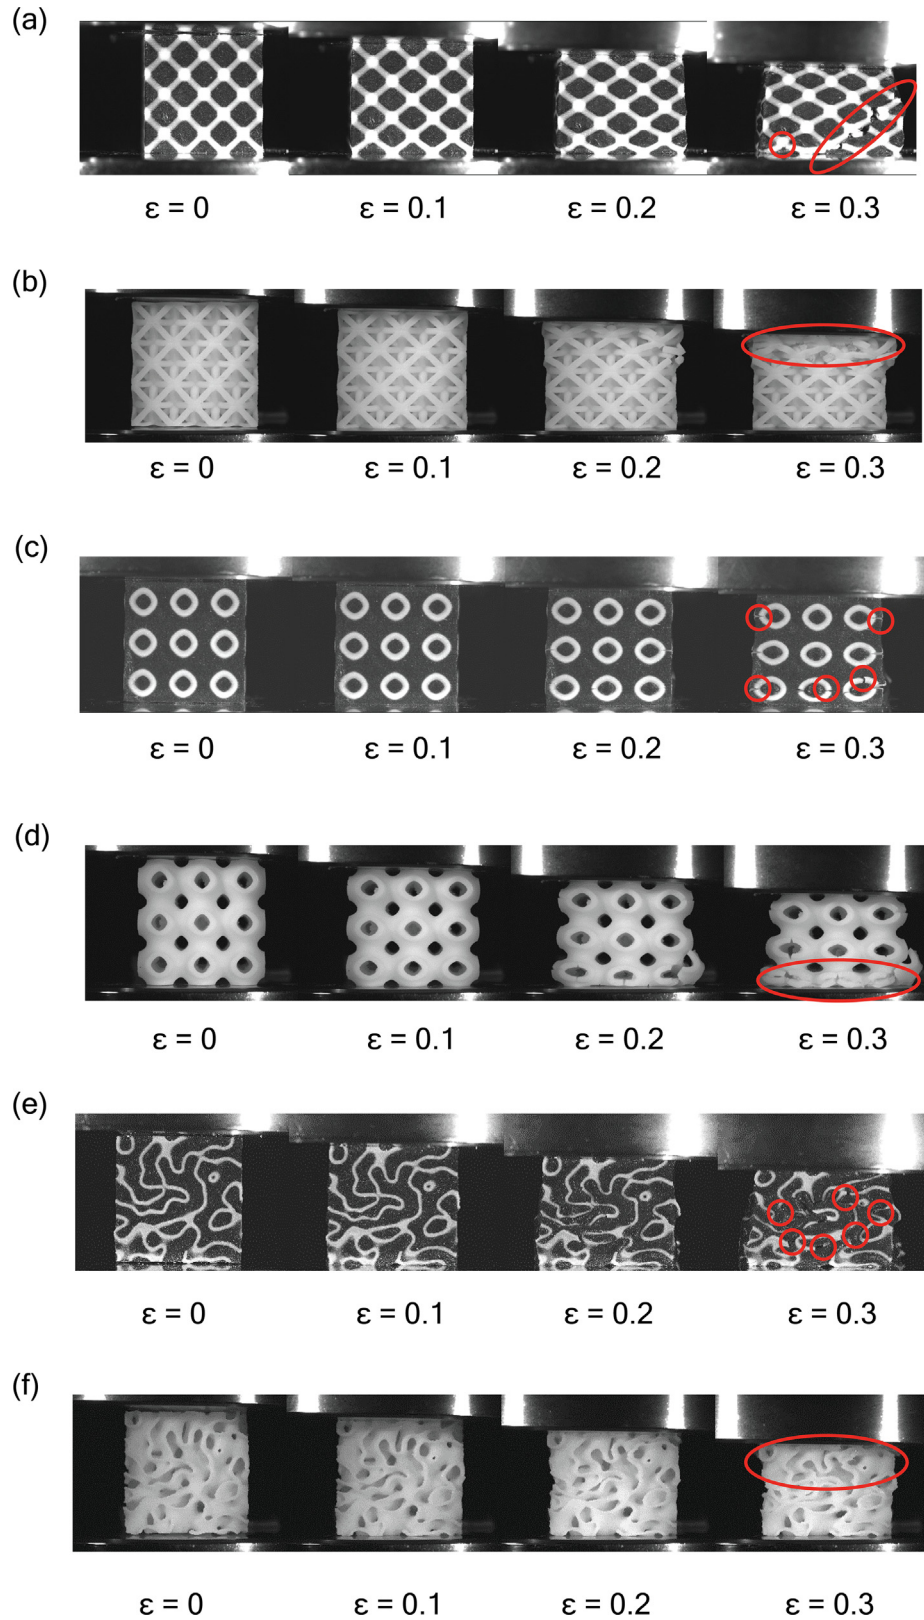 (a)
ε = 0 ε = 0.1 ε = 0.2 ε = 0.3
(b)
ε = 0 ε = 0.1 ε = 0.2 ε = 0.3
(c)
ε = 0 ε = 0.1 ε = 0.2 ε = 0.3
(d)
ε = 0 ε = 0.1 ε = 0.2 ε = 0.3
(e)
ε = 0 ε = 0.1 ε = 0.2 ε = 0.3
(f)
ε = 0 ε = 0.1 ε = 0.2 ε = 0.3